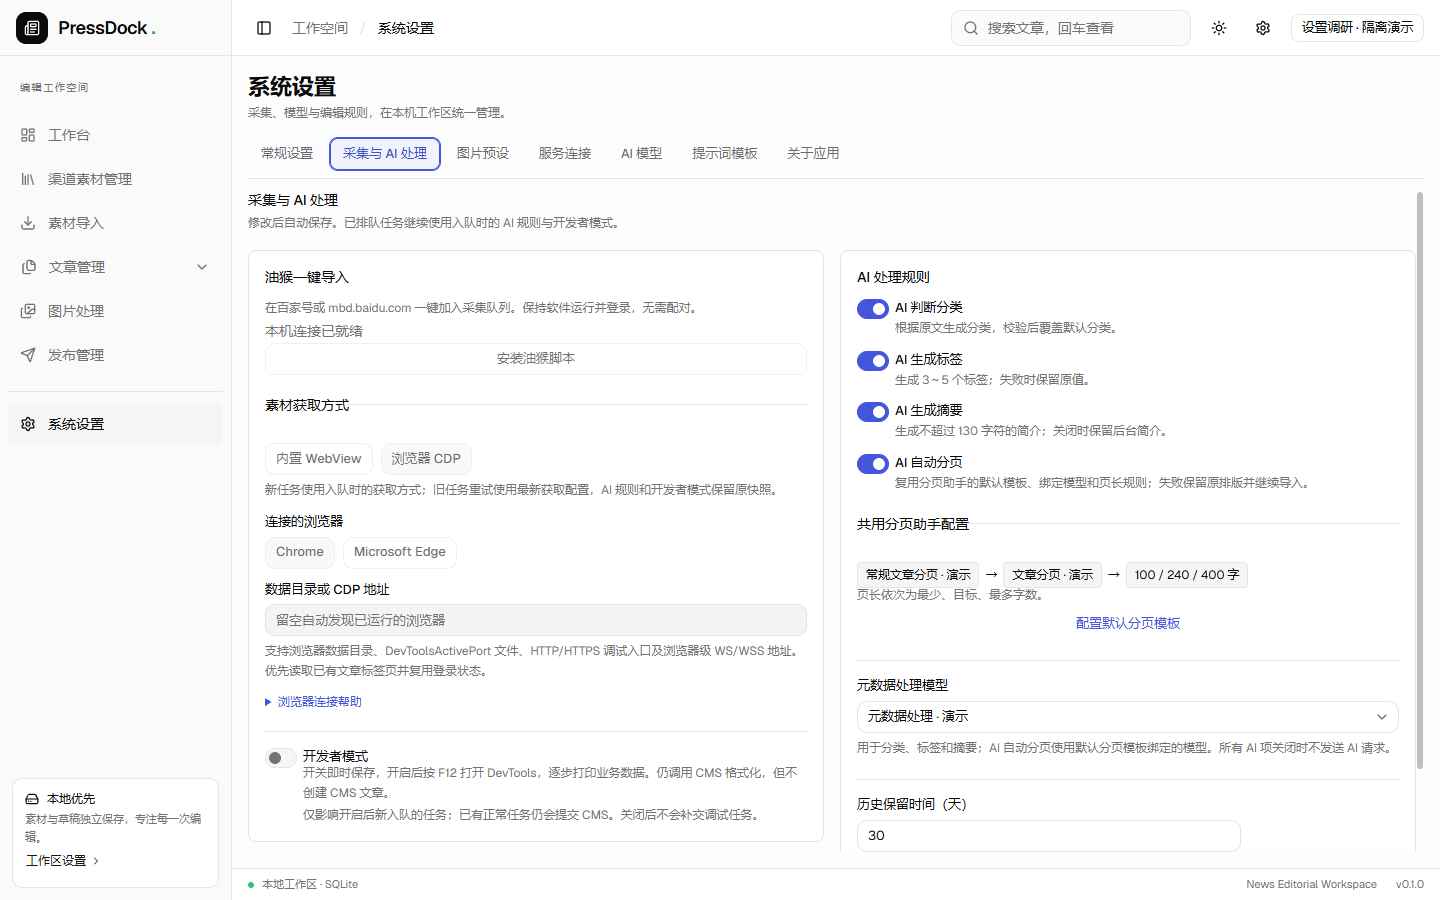 PressDock.
编辑工作空间
工作台
渠道素材管理
素材导入
文章管理
图片处理
发布管理
系统设置
本地优先
素材与草稿独立保存，专注每一次编
辑。
工作区设置
工作空间 / 系统设置
搜索文章，回车查看
设置调研 · 隔离演示
系统设置
采集、模型与编辑规则，在本机工作区统一管理。
常规设置 采集与 AI 处理 图片预设 服务连接 AI 模型 提示词模板 关于应用
采集与 AI 处理
修改后自动保存。已排队任务继续使用入队时的 AI 规则与开发者模式。
油猴一键导入
在百家号或 mbd.baidu.com 一键加入采集队列。保持软件运行并登录，无需配对。
本机连接已就绪
安装油猴脚本
素材获取方式
内置 WebView 浏览器 CDP
新任务使用入队时的获取方式；旧任务重试使用最新获取配置，AI 规则和开发者模式保留原快照。
连接的浏览器
Chrome Microsoft Edge
数据目录或 CDP 地址
留空自动发现已运行的浏览器
支持浏览器数据目录、DevToolsActivePort 文件、HTTP/HTTPS 调试入口及浏览器级 WS/WSS 地址。
优先读取已有文章标签页并复用登录状态。
浏览器连接帮助
开发者模式
开关即时保存，开启后按 F12 打开 DevTools，逐步打印业务数据。仍调用 CMS 格式化，但不
创建 CMS 文章。
仅影响开启后新入队的任务；已有正常任务仍会提交 CMS。关闭后不会补交调试任务。
AI 处理规则
AI 判断分类
根据原文生成分类，校验后覆盖默认分类。
AI 生成标签
生成 3 ~ 5 个标签；失败时保留原值。
AI 生成摘要
生成不超过 130 字符的简介；关闭时保留后台简介。
AI 自动分页
复用分页助手的默认模板、绑定模型和页长规则；失败保留原排版并继续导入。
共用分页助手配置
常规文章分页 · 演示 → 文章分页 · 演示 → 100 / 240 / 400 字
页长依次为最少、目标、最多字数。
配置默认分页模板
元数据处理模型
元数据处理 · 演示
用于分类、标签和摘要；AI 自动分页使用默认分页模板绑定的模型。所有 AI 项关闭时不发送 AI 请求。
历史保留时间（天）
30
本地工作区 · SQLite
News Editorial Workspace v0.1.0